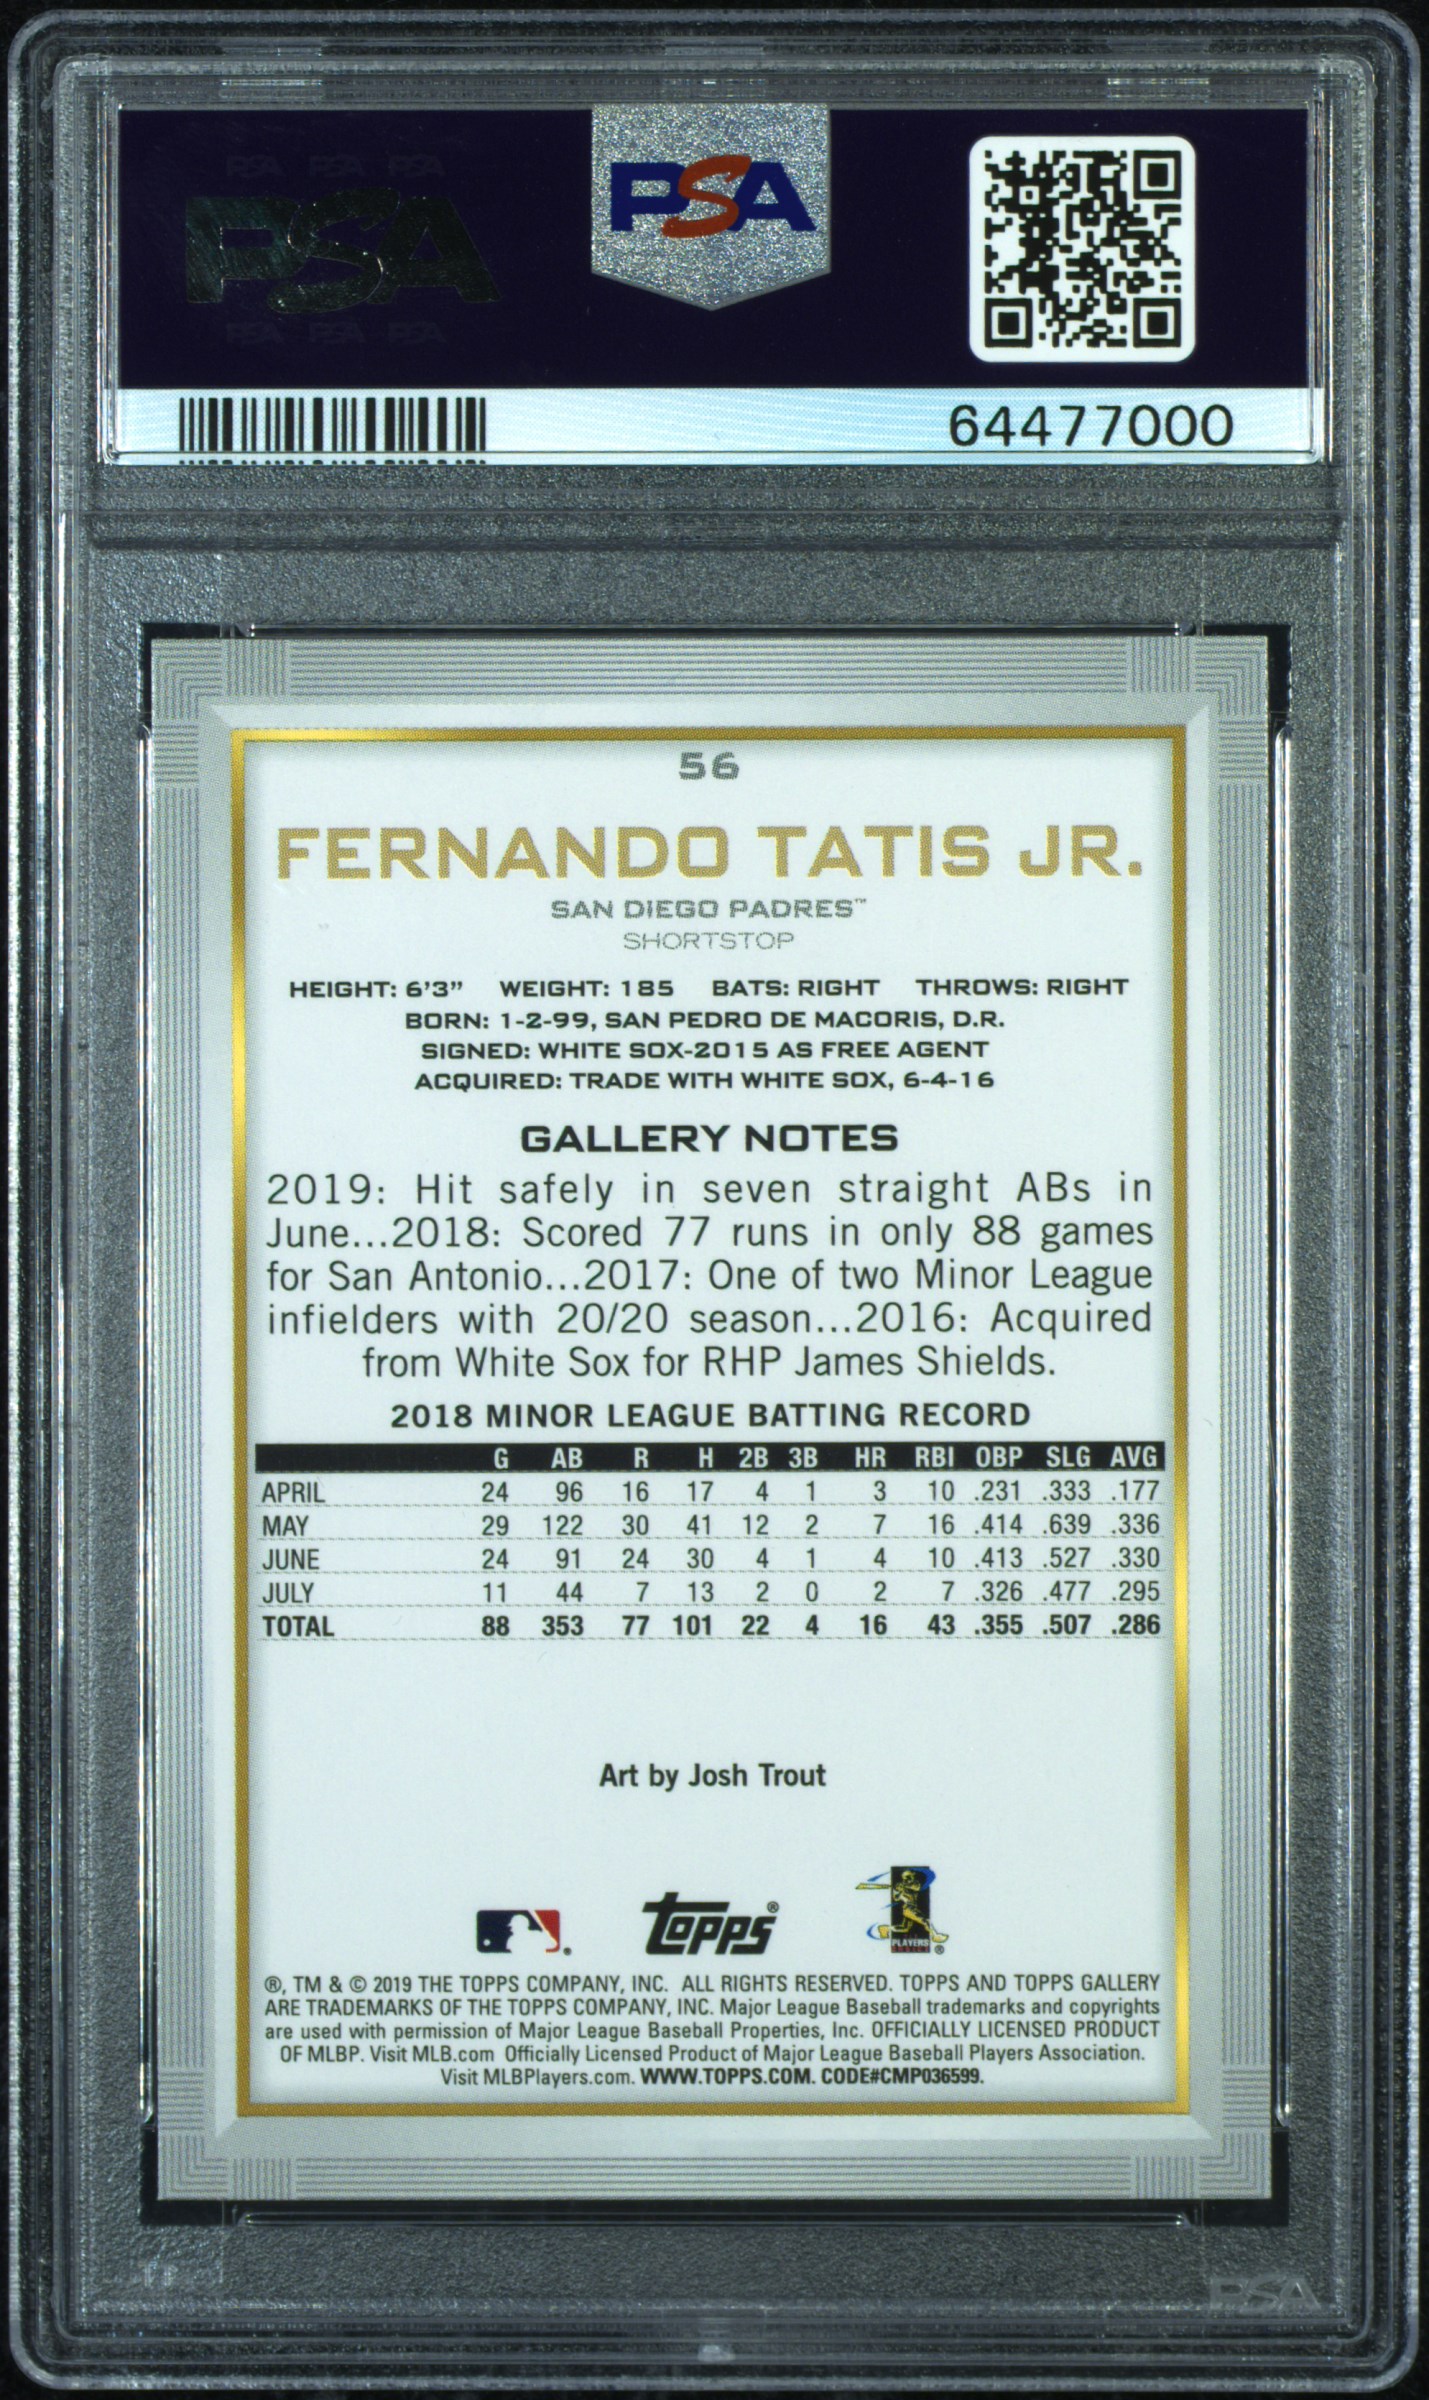 PSA PSA PSA
PSA
PSA PSA PSA
PSA
64477000
56
FERNANDO TATIS JR.
SAN DIEGO PADRES™
SHORTSTOP
HEIGHT: 6'3" WEIGHT: 185 BATS: RIGHT THROWS: RIGHT
BORN: 1-2-99, SAN PEDRO DE MACORIS, D.R.
SIGNED: WHITE SOX-2015 AS FREE AGENT
ACQUIRED: TRADE WITH WHITE SOX, 6-4-16
GALLERY NOTES
2019: Hit safely in seven straight ABs in
June...2018: Scored 77 runs in only 88 games
for San Antonio...2017: One of two Minor League
infielders with 20/20 season...2016: Acquired
from White Sox for RHP James Shields.
2018 MINOR LEAGUE BATTING RECORD
G AB R H 2B 3B HR RBI OBP SLG AVG
APRIL 24 96 16 17 4 1 3 10 .231 .333 .177
MAY 29 122 30 41 12 2 7 16 .414 .639 .336
JUNE 24 91 24 30 4 1 4 10 .413 .527 .330
JULY 11 44 7 13 2 0 2 7 .326 .477 .295
TOTAL 88 353 77 101 22 4 16 43 .355 .507 .286
Art by Josh Trout
®
Topps®
PLAYERS CHOICE ®
®, TM & © 2019 THE TOPPS COMPANY, INC. ALL RIGHTS RESERVED. TOPPS AND TOPPS GALLERY
ARE TRADEMARKS OF THE TOPPS COMPANY, INC. Major League Baseball trademarks and copyrights
are used with permission of Major League Baseball Properties, Inc. OFFICIALLY LICENSED PRODUCT
OF MLBP. Visit MLB.com Officially Licensed Product of Major League Baseball Players Association.
Visit MLBPlayers.com. WWW.TOPPS.COM. CODE#CMP036599.
PSA